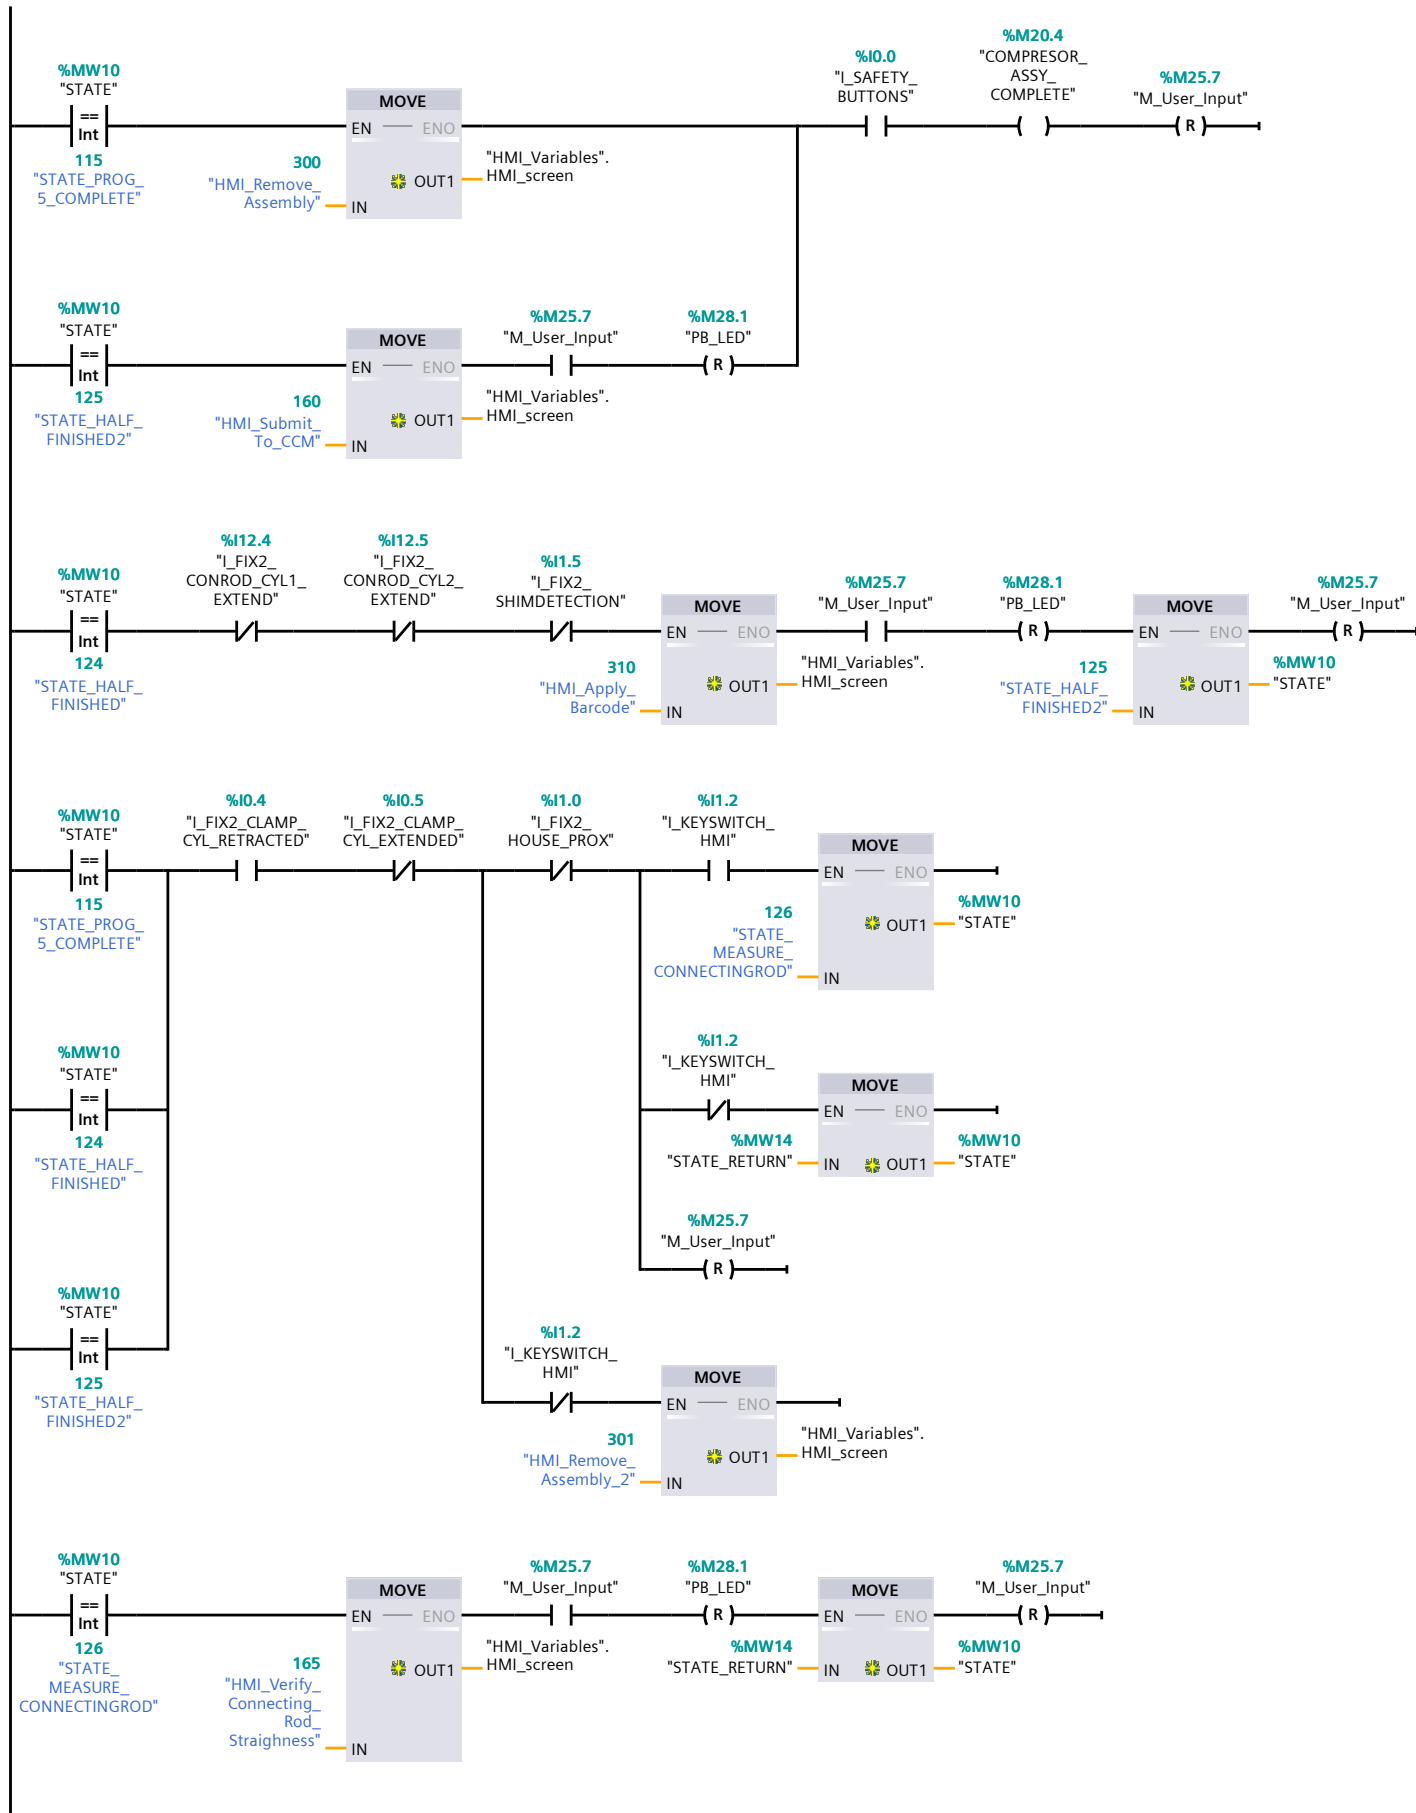 %MW10
"STATE"
==
Int
115
"STATE_PROG_
5_COMPLETE"
MOVE
EN
ENO
300
"HMI_Remove_
Assembly"
IN
OUT1
"HMI_Variables".
HMI_screen
%I0.0
"I_SAFETY_
BUTTONS"
%M20.4
"COMPRESOR_
ASSY_
COMPLETE"
%M25.7
"M_User_Input"
R
%MW10
"STATE"
==
Int
125
"STATE_HALF_
FINISHED2"
MOVE
EN
ENO
160
"HMI_Submit_
To_CCM"
IN
OUT1
"HMI_Variables".
HMI_screen
%M25.7
"M_User_Input"
%M28.1
"PB_LED"
R
%MW10
"STATE"
==
Int
124
"STATE_HALF_
FINISHED"
%I12.4
"I_FIX2_
CONROD_CYL1_
EXTEND"
%I12.5
"I_FIX2_
CONROD_CYL2_
EXTEND"
%I1.5
"I_FIX2_
SHIMDETECTION"
MOVE
EN
ENO
310
"HMI_Apply_
Barcode"
IN
OUT1
"HMI_Variables".
HMI_screen
%M25.7
"M_User_Input"
%M28.1
"PB_LED"
R
MOVE
EN
ENO
125
"STATE_HALF_
FINISHED2"
IN
OUT1
%MW10
"STATE"
%M25.7
"M_User_Input"
R
%MW10
"STATE"
==
Int
115
"STATE_PROG_
5_COMPLETE"
%I0.4
"I_FIX2_CLAMP_
CYL_RETRACTED"
%I0.5
"I_FIX2_CLAMP_
CYL_EXTENDED"
%I1.0
"I_FIX2_
HOUSE_PROX"
%I1.2
"I_KEYSWITCH_
HMI"
MOVE
EN
ENO
126
"STATE_
MEASURE_
CONNECTINGROD"
IN
OUT1
%MW10
"STATE"
%MW10
"STATE"
==
Int
124
"STATE_HALF_
FINISHED"
%I1.2
"I_KEYSWITCH_
HMI"
MOVE
EN
ENO
%MW14
"STATE_RETURN"
IN
OUT1
%MW10
"STATE"
%M25.7
"M_User_Input"
R
%MW10
"STATE"
==
Int
125
"STATE_HALF_
FINISHED2"
%I1.2
"I_KEYSWITCH_
HMI"
MOVE
EN
ENO
301
"HMI_Remove_
Assembly_2"
IN
OUT1
"HMI_Variables".
HMI_screen
%MW10
"STATE"
==
Int
126
"STATE_
MEASURE_
CONNECTINGROD"
MOVE
EN
ENO
165
"HMI_Verify_
Connecting_
Rod_
Straighness"
IN
OUT1
"HMI_Variables".
HMI_screen
%M25.7
"M_User_Input"
%M28.1
"PB_LED"
R
MOVE
EN
ENO
%MW14
"STATE_RETURN"
IN
OUT1
%MW10
"STATE"
%M25.7
"M_User_Input"
R